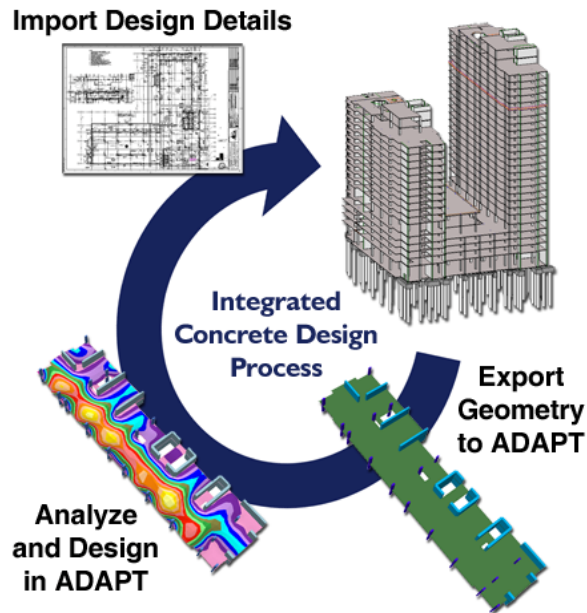 Import Design Details
Integrated
Concrete Design
Process
Export
Geometry
to ADAPT
Analyze
and Design
in ADAPT